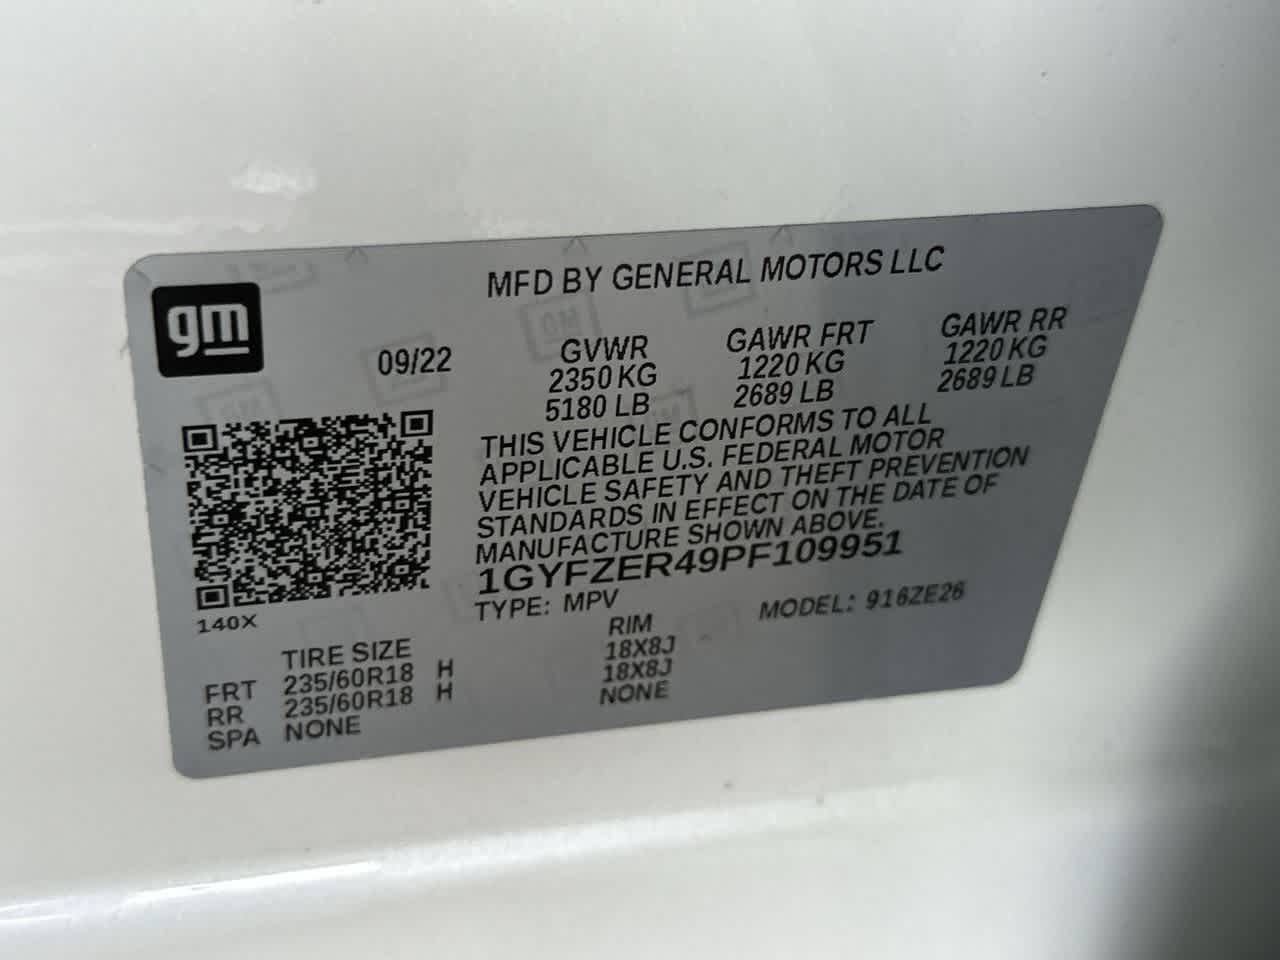 gm
MFD BY GENERAL MOTORS LLC
09/22
GVWR
2350 KG
5180 LB
GAWR FRT
1220 KG
2689 LB
GAWR RR
1220 KG
2689 LB
THIS VEHICLE CONFORMS TO ALL
APPLICABLE U.S. FEDERAL MOTOR
VEHICLE SAFETY AND THEFT PREVENTION
STANDARDS IN EFFECT ON THE DATE OF
MANUFACTURE SHOWN ABOVE.
1GYFZER49PF109951
TYPE: MPV
MODEL: 916ZE26
140X
TIRE SIZE
RIM
FRT 235/60R18 H 18X8J
RR 235/60R18 H 18X8J
SPA NONE NONE